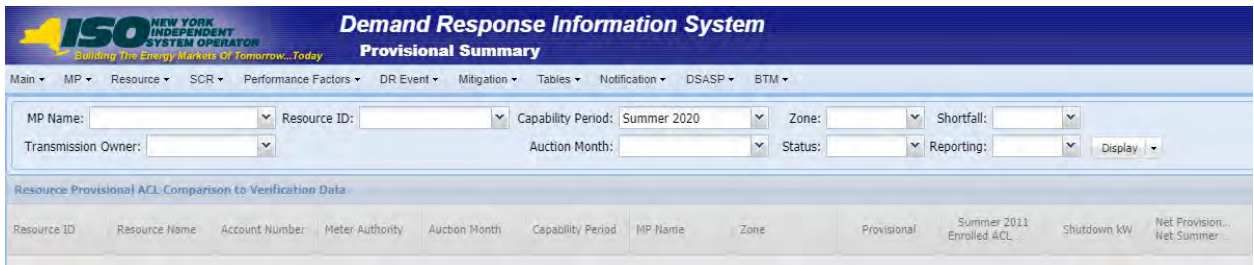 NEW YORK
INDEPENDENT
SYSTEM OPERATOR
ISO
Building The Energy Markets Of Tomorrow...Today
Demand Response Information System
Provisional Summary
Main MP Resource SCR Performance Factors DR Event Mitigation Tables Notification DSASP BTM
MP Name: Resource ID: Capability Period: Summer 2020 Zone: Shortfall:
Transmission Owner: Auction Month: Status: Reporting: Display
Resource Provisional ACL Comparison to Verification Data
Resource ID Resource Name Account Number Meter Authority Auction Month Capability Period MP Name Zone Provisional Summer 2011 Enrolled ACL ... Shutdown kW Net Provision... Net Summer ...